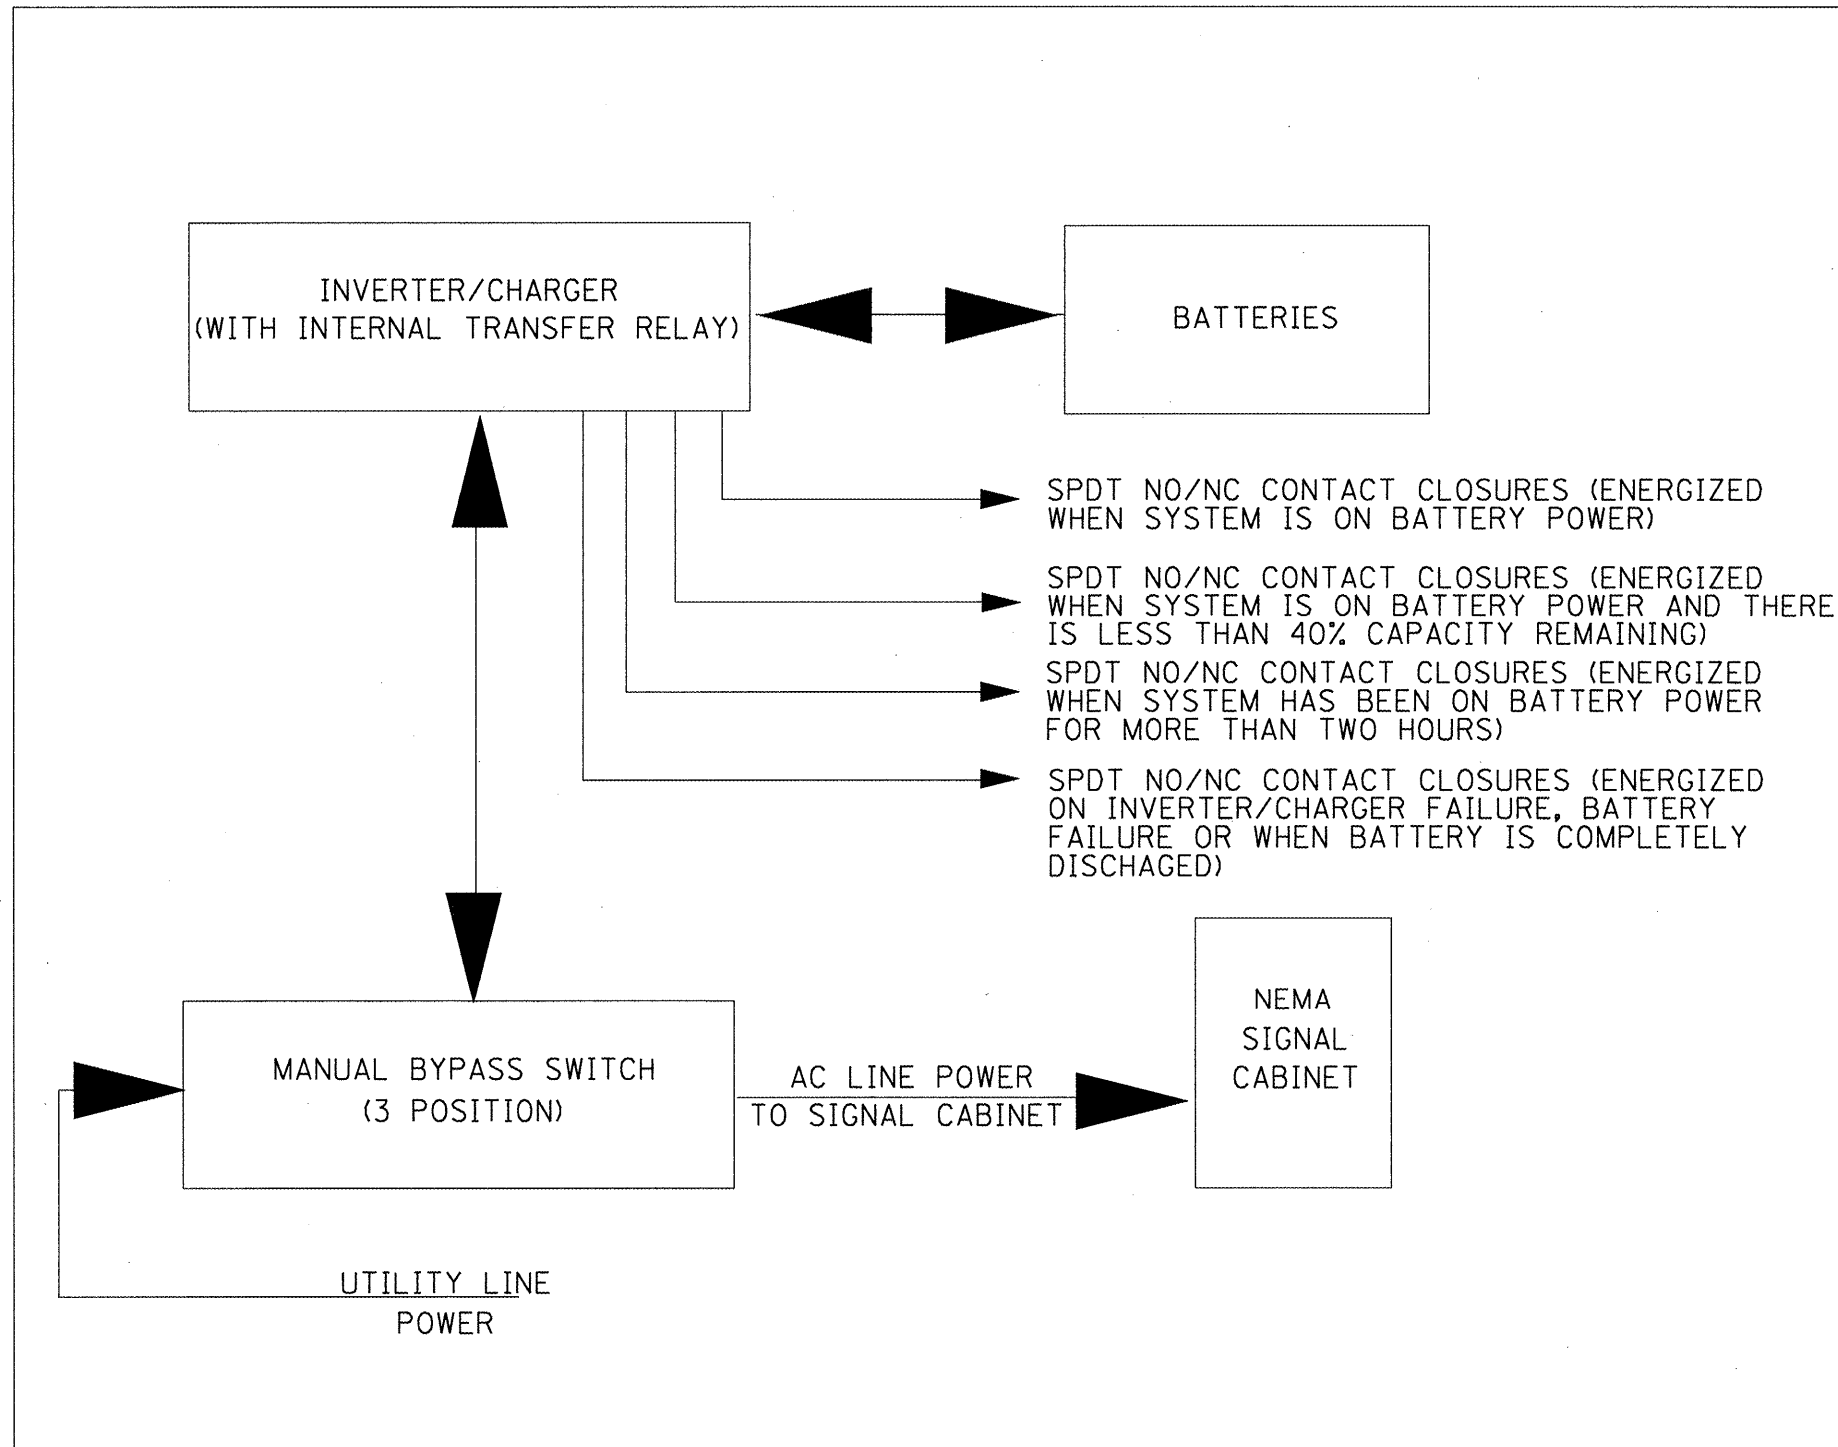 INVERTER/CHARGER
(WITH INTERNAL TRANSFER RELAY)
BATTERIES
SPDT NO/NC CONTACT CLOSURES (ENERGIZED
WHEN SYSTEM IS ON BATTERY POWER)
SPDT NO/NC CONTACT CLOSURES (ENERGIZED
WHEN SYSTEM IS ON BATTERY POWER AND THERE
IS LESS THAN 40% CAPACITY REMAINING)
SPDT NO/NC CONTACT CLOSURES (ENERGIZED
WHEN SYSTEM HAS BEEN ON BATTERY POWER
FOR MORE THAN TWO HOURS)
SPDT NO/NC CONTACT CLOSURES (ENERGIZED
ON INVERTER/CHARGER FAILURE, BATTERY
FAILURE OR WHEN BATTERY IS COMPLETELY
DISCHAGED)
NEMA
SIGNAL
CABINET
MANUAL BYPASS SWITCH
(3 POSITION)
AC LINE POWER
TO SIGNAL CABINET
UTILITY LINE
POWER